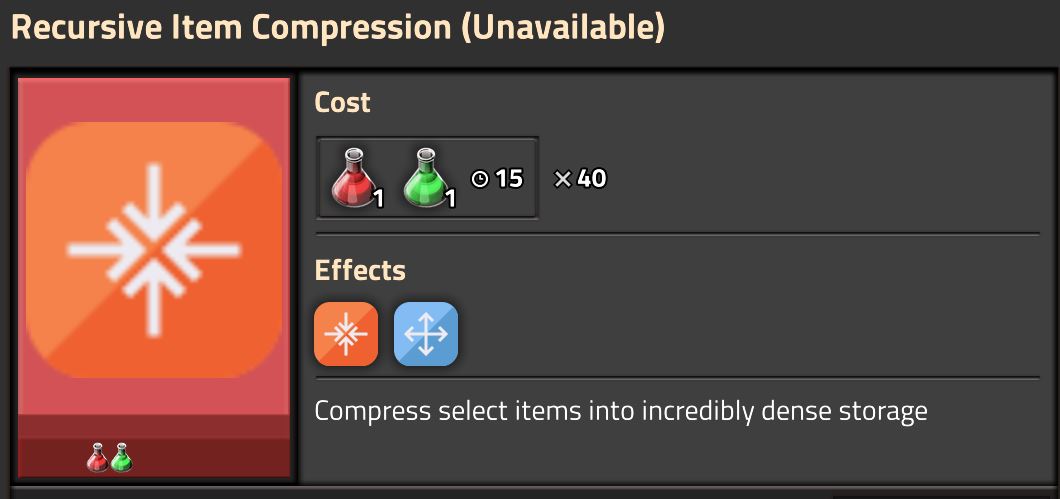 Recursive Item Compression (Unavailable)
Cost
1 1 15 × 40
Effects
Compress select items into incredibly dense storage